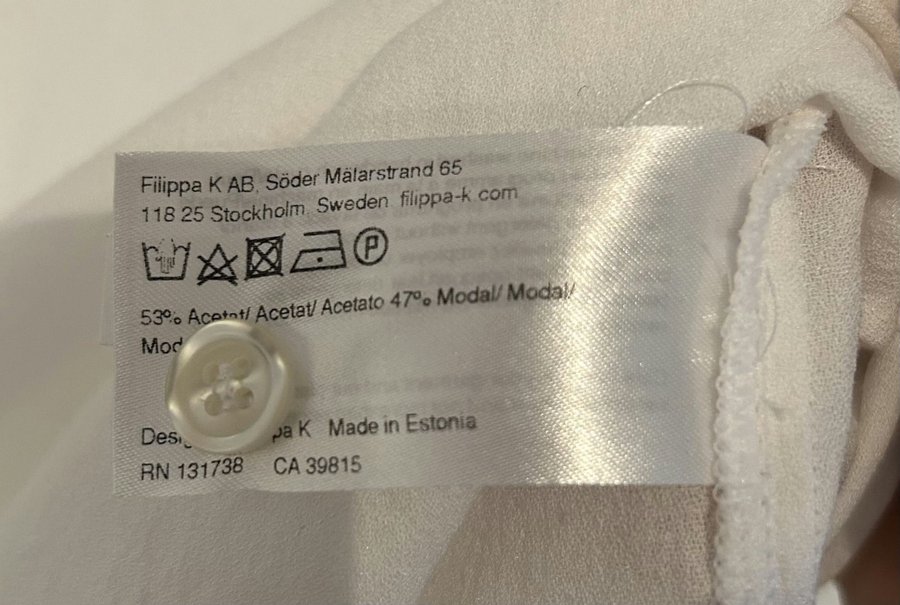 Filippa K AB, Söder Mälarstrand 65
118 25 Stockholm. Sweden. filippa-k.com
P
53% Acetat/ Acetat/ Acetato 47% Modal/ Modal/
Made in Estonia
RN 131738 CA 39815